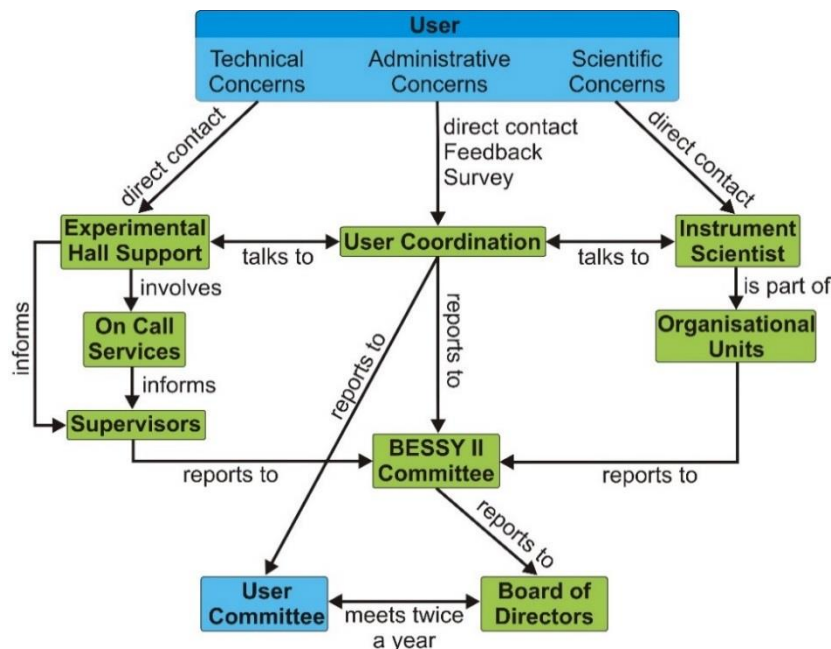 User
Technical
Concerns
Administrative
Concerns
Scientific
Concerns
direct contact
direct contact
Feedback
Survey
direct contact
Experimental
Hall Support
talks to
User Coordination
talks to
Instrument
Scientist
involves
is part of
informs
On Call
Services
reports to
reports to
Organisational
Units
informs
Supervisors
reports to
BESSY II
Committee
reports to
reports to
User
Committee
meets twice
a year
Board of
Directors